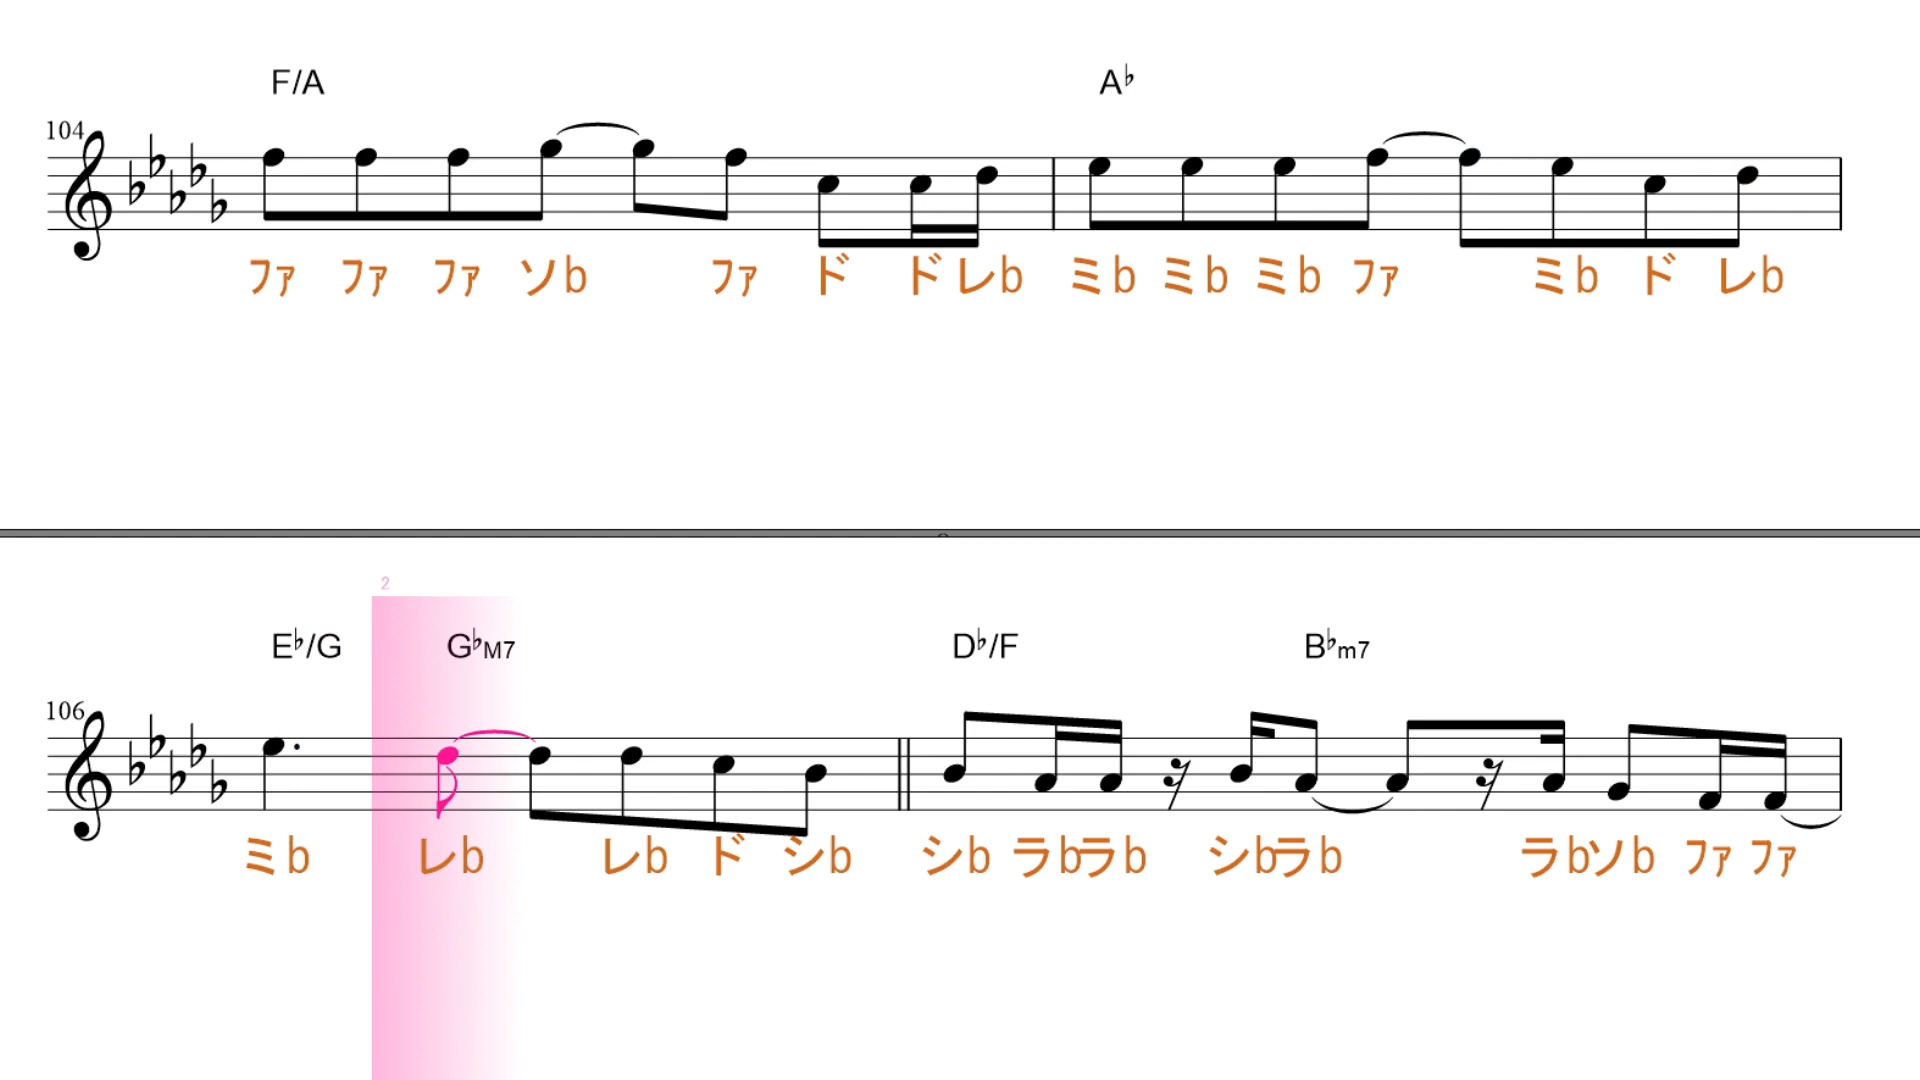 F/A A♭
104
ﾌｧ ﾌｧ ﾌｧ ソb ﾌｧ ド ド レb ミb ミb ミb ﾌｧ ミb ド レb
2
E♭/G G♭M7 D♭/F B♭m7
106
ミb レb レb ド シb シb ラb ラb シb ラb ラb ソb ﾌｧ ﾌｧ